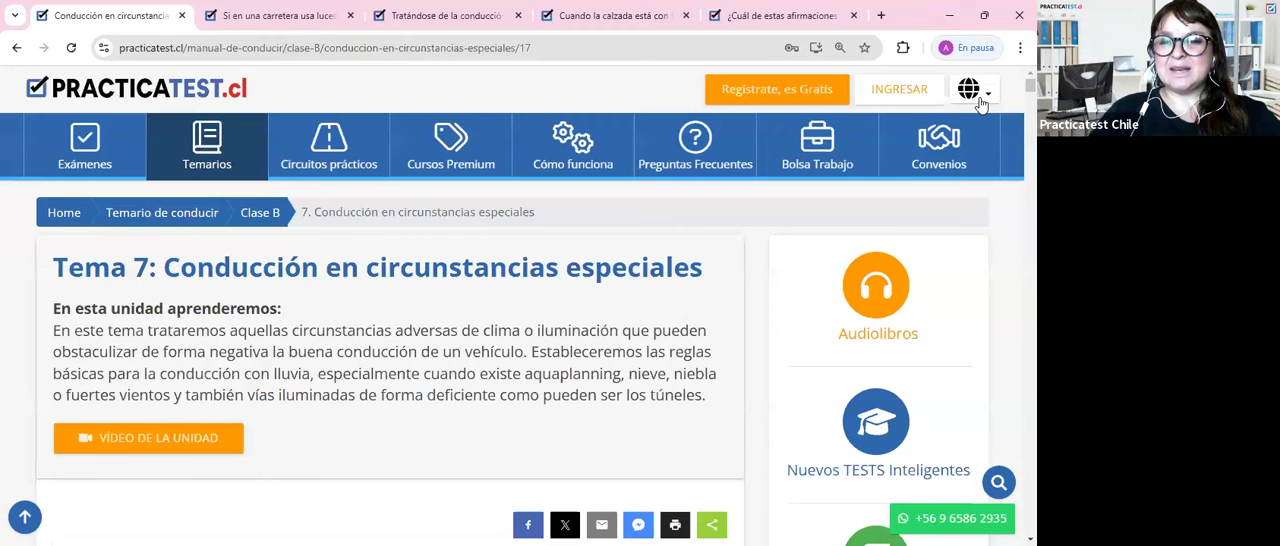 Conducción en circunstancia
Si en una carretera usa luces
Tratándose de la conducció
Cuando la calzada está con
¿Cuál de estas afirmaciones
practicatest.cl/manual-de-conducir/clase-B/conduccion-en-circunstancias-especiales/17
A
En pausa
PRACTICATEST.cl
Regístrate, es Gratis
INGRESAR
Exámenes
Temarios
Circuitos prácticos
Cursos Premium
Cómo funciona
Preguntas Frecuentes
Bolsa Trabajo
Convenios
Home
Temario de conducir
Clase B
7. Conducción en circunstancias especiales
Tema 7: Conducción en circunstancias especiales
En esta unidad aprenderemos:
En este tema trataremos aquellas circunstancias adversas de clima o iluminación que pueden
obstaculizar de forma negativa la buena conducción de un vehículo. Estableceremos las reglas
básicas para la conducción con lluvia, especialmente cuando existe aquaplanning, nieve, niebla
o fuertes vientos y también vías iluminadas de forma deficiente como pueden ser los túneles.
VÍDEO DE LA UNIDAD
Audiolibros
Nuevos TESTS Inteligentes
+56 9 6586 2935
PRACTICATEST.cl
Practicatest Chile